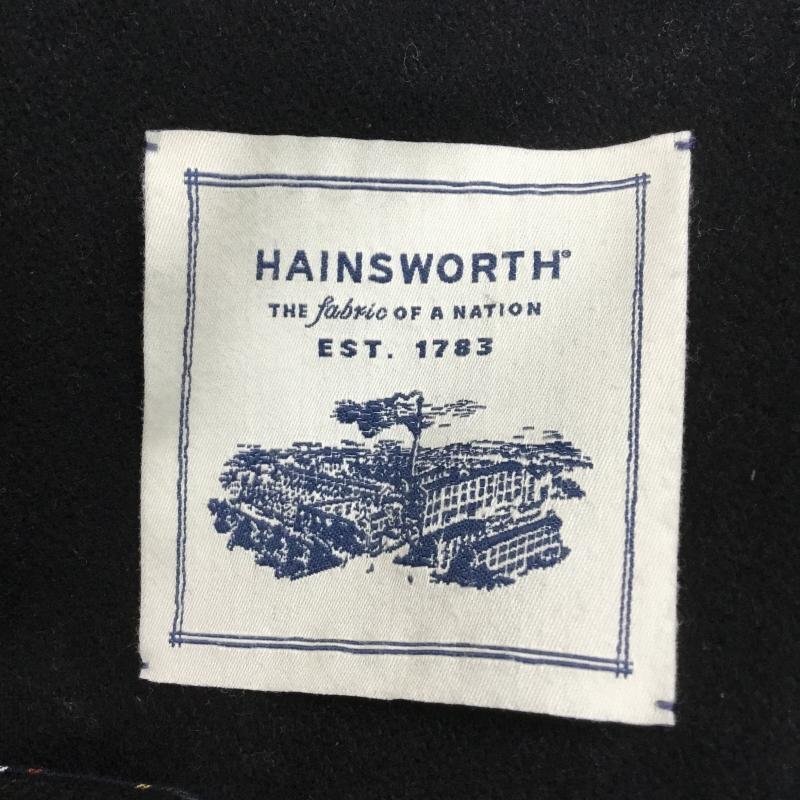 HAINSWORTH®
THE fabric OF A NATION
EST. 1783